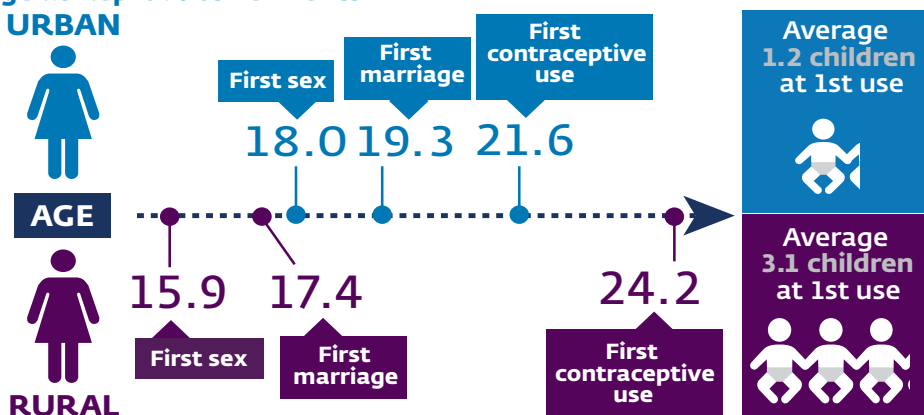 URBAN
First sex
First
marriage
First
contraceptive
use
18.0
19.3
21.6
Average
1.2 children
at 1st use
AGE
15.9
17.4
24.2
First sex
First
marriage
First
contraceptive
use
RURAL
Average
3.1 children
at 1st use